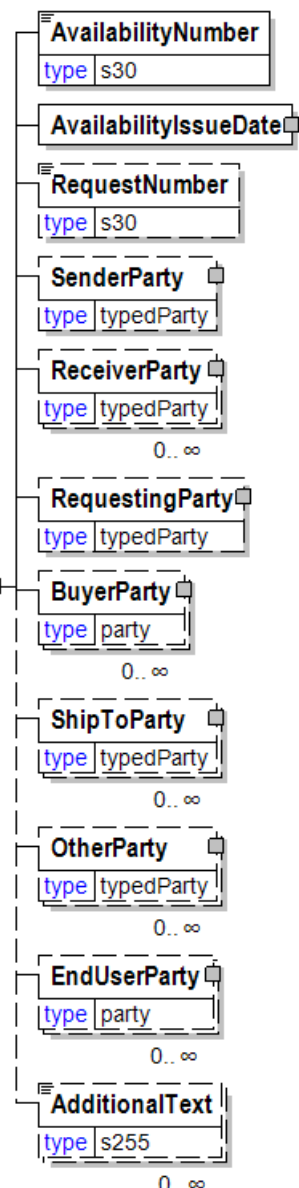 AvailabilityNumber
type s30
AvailabilityIssueDate
RequestNumber
type s30
SenderParty
type typedParty
ReceiverParty
type typedParty
0.. ∞
RequestingParty
type typedParty
BuyerParty
type party
0.. ∞
ShipToParty
type typedParty
0.. ∞
OtherParty
type typedParty
0.. ∞
EndUserParty
type party
0.. ∞
AdditionalText
type s255
0.. ∞